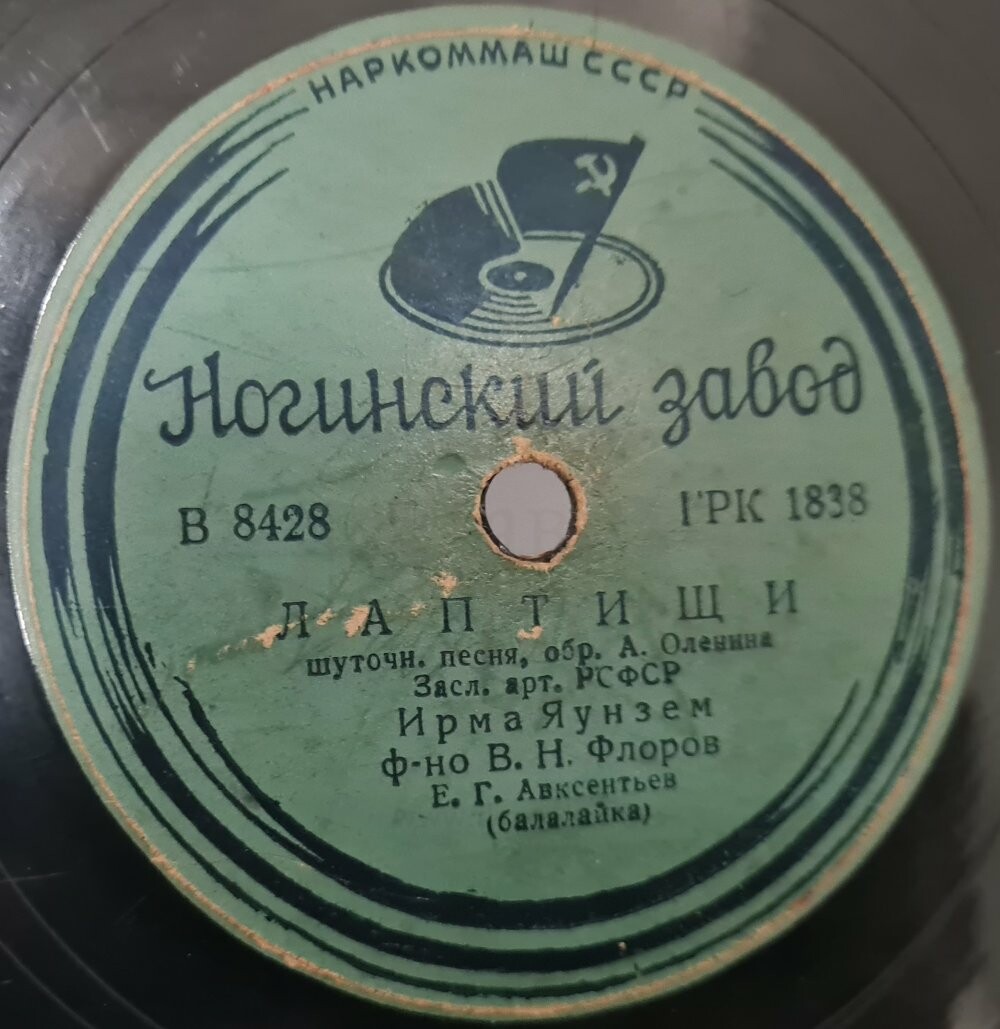 НАРКОММАШ СССР
Ногинский завод
В 8428 ГРК 1838
ЛАПТИЩИ
шуточн. песня, обр. А. Оленина
Засл. арт. РСФСР
Ирма Яунзем
ф-но В. Н. Флоров
Е. Г. Авксентьев
(балалайка)